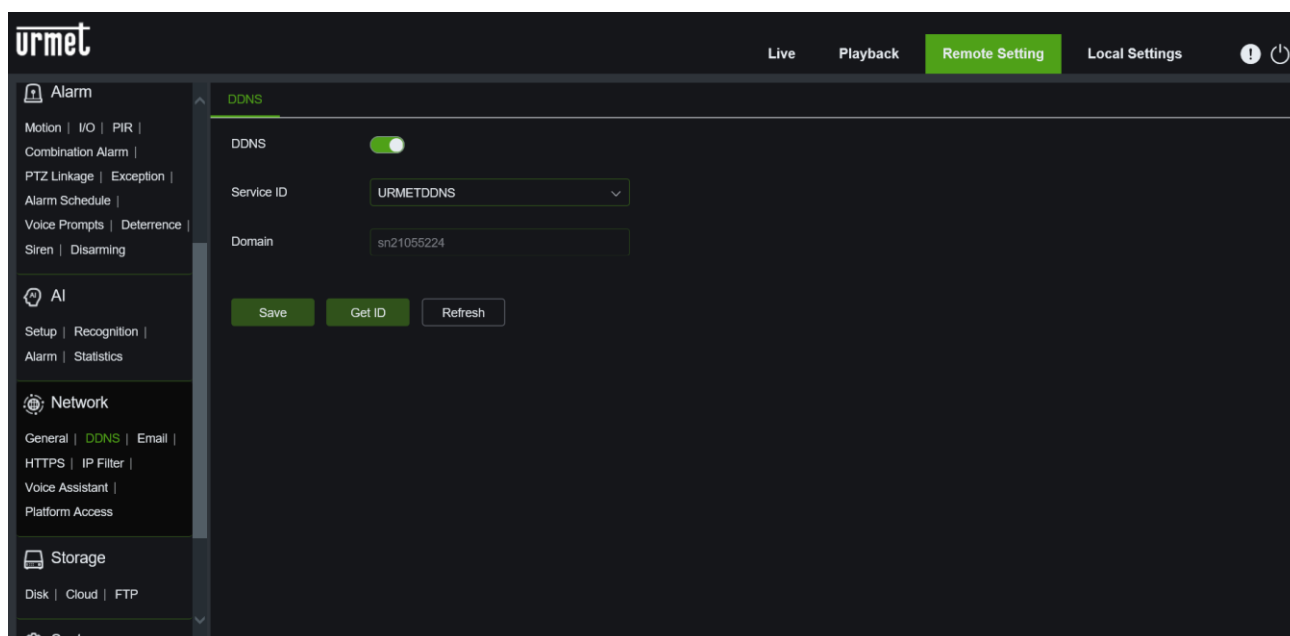 urmet
Live Playback Remote Setting Local Settings
Alarm
Motion | I/O | PIR |
Combination Alarm |
PTZ Linkage | Exception |
Alarm Schedule |
Voice Prompts | Deterrence |
Siren | Disarming
AI
Setup | Recognition |
Alarm | Statistics
Network
General | DDNS | Email |
HTTPS | IP Filter |
Voice Assistant |
Platform Access
Storage
Disk | Cloud | FTP
DDNS
DDNS
Service ID URMETDDNS
Domain sn21055224
Save Get ID Refresh